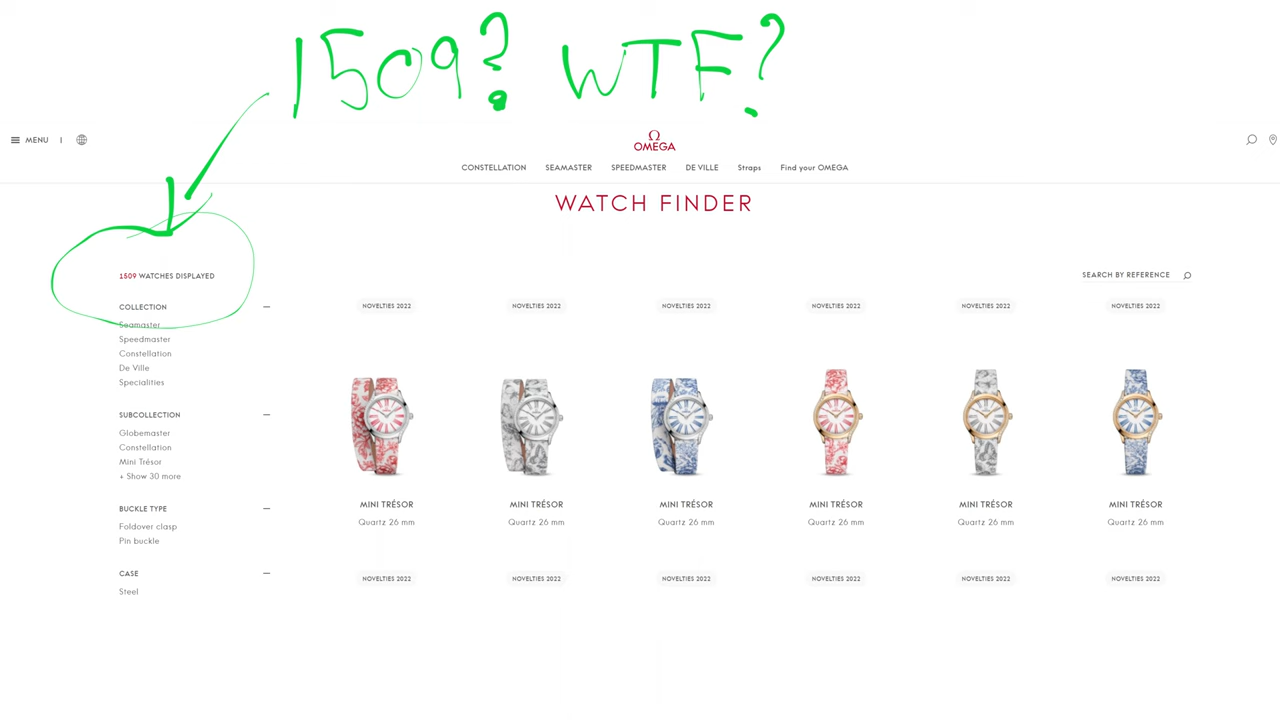 1509? WTF?
MENU | OMEGA
CONSTELLATION SEAMASTER SPEEDMASTER DE VILLE Straps Find your OMEGA
WATCH FINDER
1509 WATCHES DISPLAYED
SEARCH BY REFERENCE
COLLECTION
Seamaster
Speedmaster
Constellation
De Ville
Specialities
SUBCOLLECTION
Globemaster
Constellation
Mini Trésor
+ Show 30 more
BUCKLE TYPE
Foldover clasp
Pin buckle
CASE
Steel
NOVELTIES 2022 NOVELTIES 2022 NOVELTIES 2022 NOVELTIES 2022 NOVELTIES 2022 NOVELTIES 2022
MINI TRÉSOR MINI TRÉSOR MINI TRÉSOR MINI TRÉSOR MINI TRÉSOR MINI TRÉSOR
Quartz 26 mm Quartz 26 mm Quartz 26 mm Quartz 26 mm Quartz 26 mm Quartz 26 mm
NOVELTIES 2022 NOVELTIES 2022 NOVELTIES 2022 NOVELTIES 2022 NOVELTIES 2022 NOVELTIES 2022